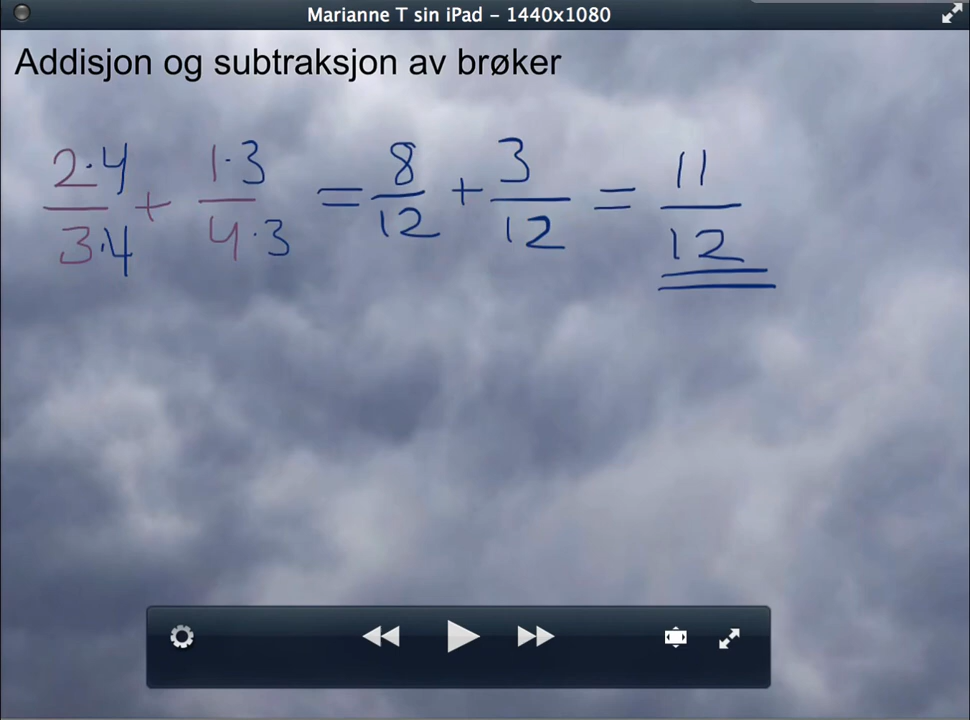 Marianne T sin iPad – 1440x1080
Addisjon og subtraksjon av brøker
2·4/3·4 + 1·3/4·3 = 8/12 + 3/12 = 11/12